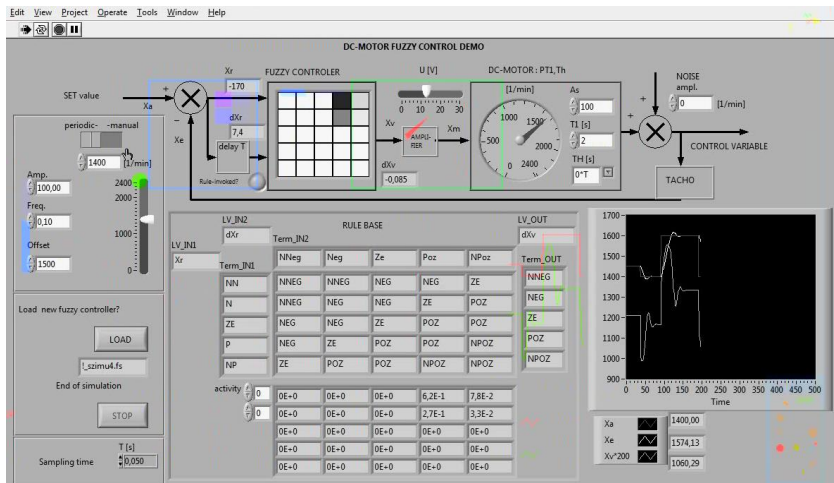 Edit View Project Operate Tools Window Help
DC-MOTOR FUZZY CONTROL DEMO
SET value
Xa
+
−
Xe
Xr
-170
dXr
7,4
delay T
Rule-invoked?
FUZZY CONTROLER
U [V]
0 10 20 30
Xv
AMPLI-
FIER
Xm
dXv
-0,085
DC-MOTOR : PT1,Th
[1/min]
0 500 1000 1500 2000 2400
As
100
T1 [s]
2
TH [s]
0*T
NOISE
ampl.
0 [1/min]
+
+
CONTROL VARIABLE
TACHO
periodic- -manual
1400 [1/min]
Amp.
100,00
Freq.
0,10
Offset
1500
2400
2000
1000
0
Load new fuzzy controller?
LOAD
!_szimu4.fs
End of simulation
STOP
Sampling time
T [s]
0,050
LV_IN2
dXr
RULE BASE
LV_OUT
dXv
LV_IN1
Xr
Term_IN2
Term_IN1
Term_OUT
NNeg Neg Ze Poz NPoz
NN NNEG NNEG NEG NEG ZE NNEG
N NNEG NEG NEG ZE POZ NEG
ZE NEG NEG ZE POZ POZ ZE
P NEG ZE POZ POZ NPOZ POZ
NP ZE POZ POZ NPOZ NPOZ NPOZ
activity
0
0
0E+0 0E+0 0E+0 6,2E-1 7,8E-2
0E+0 0E+0 0E+0 2,7E-1 3,3E-2
0E+0 0E+0 0E+0 0E+0 0E+0
0E+0 0E+0 0E+0 0E+0 0E+0
0E+0 0E+0 0E+0 0E+0 0E+0
1700
1600
1500
1400
1300
1200
1100
1000
900
0 50 100 150 200 250 300 350 400 450 500
Time
Xa 1400,00
Xe 1574,13
Xv*200 1060,29